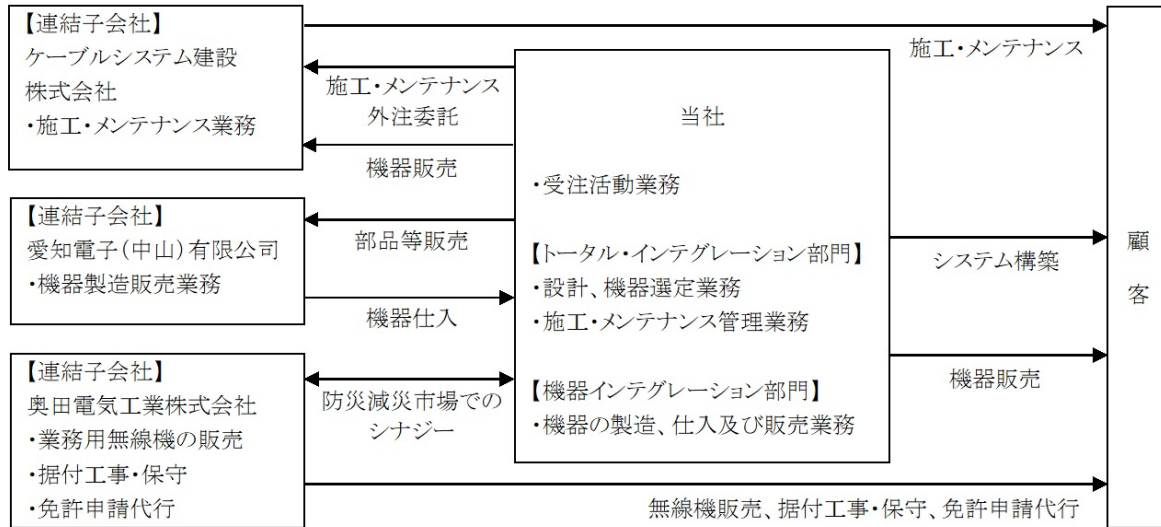 【連結子会社】
ケーブルシステム建設
株式会社
・施工・メンテナンス業務
施工・メンテナンス
施工・メンテナンス
外注委託
機器販売
当社
・受注活動業務
【トータル・インテグレーション部門】
・設計、機器選定業務
・施工・メンテナンス管理業務
【機器インテグレーション部門】
・機器の製造、仕入及び販売業務
【連結子会社】
愛知電子(中山)有限公司
・機器製造販売業務
部品等販売
機器仕入
システム構築
機器販売
顧
客
【連結子会社】
奥田電気工業株式会社
・業務用無線機の販売
・据付工事・保守
・免許申請代行
防災減災市場での
シナジー
無線機販売、据付工事・保守、免許申請代行